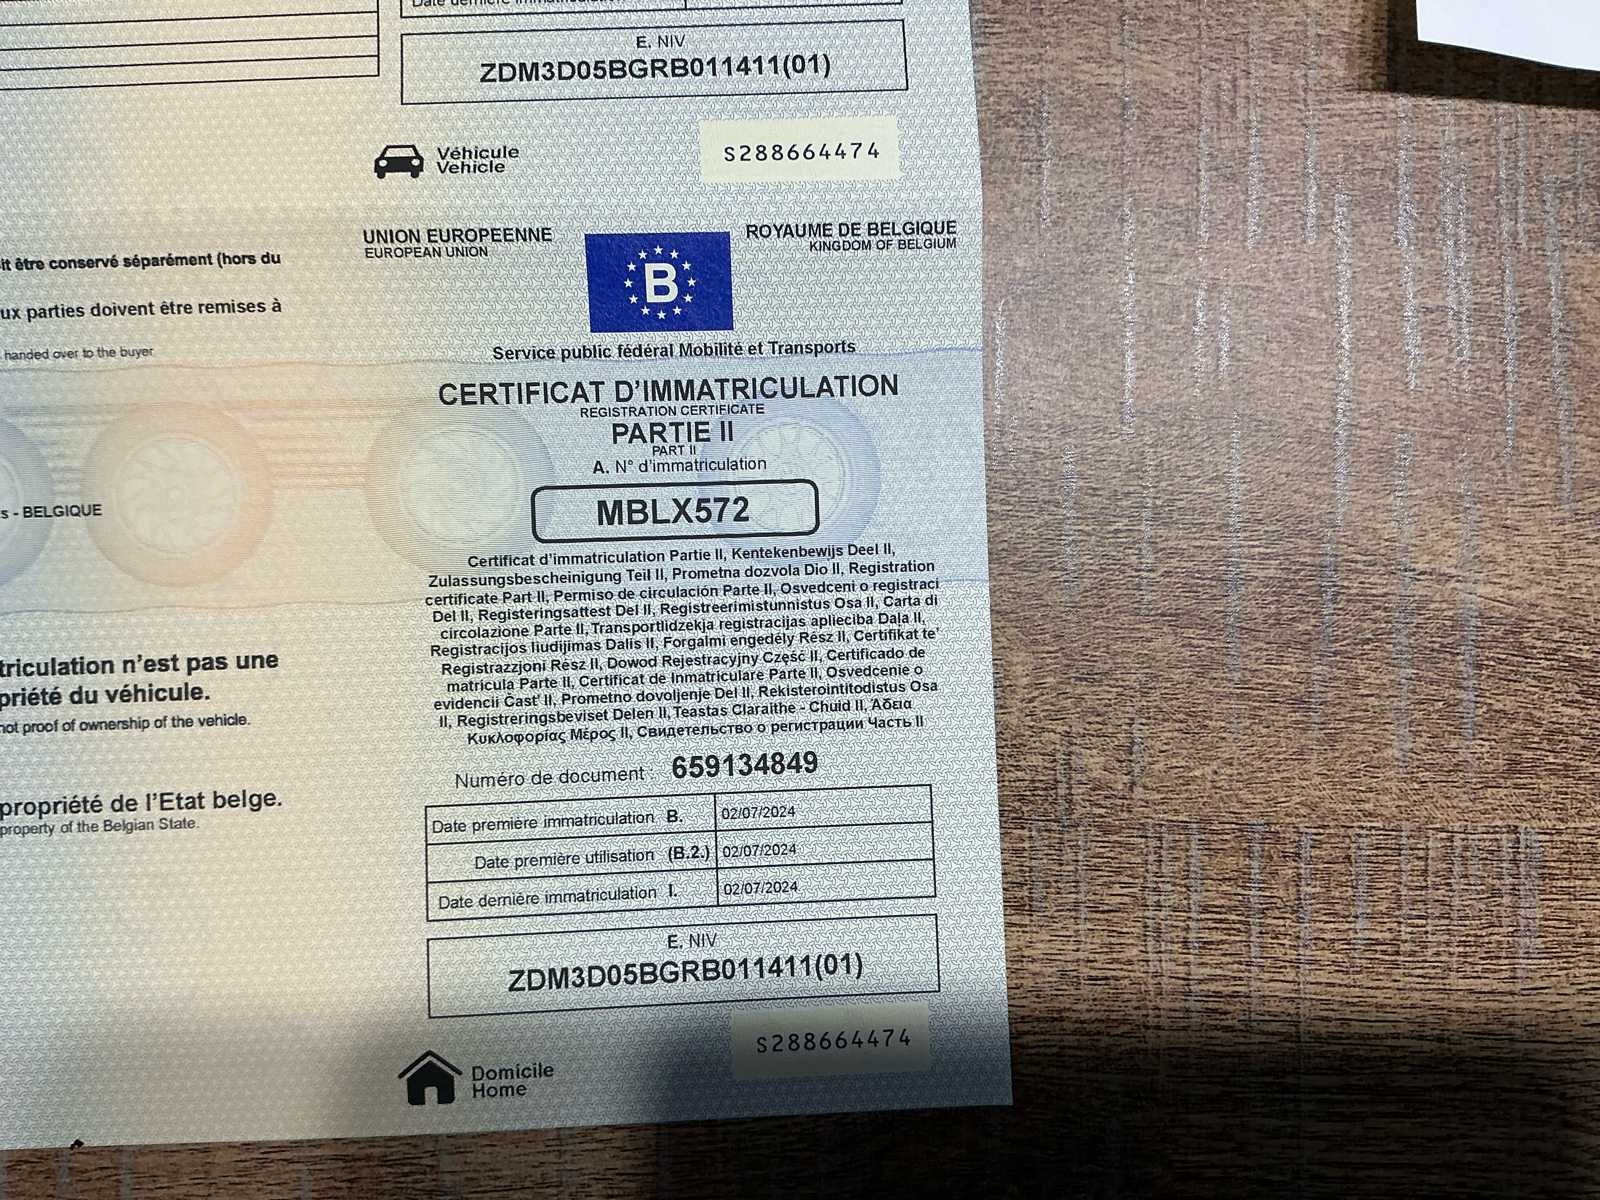 Date dernière immatriculation
E. NIV
ZDM3D05BGRB011411(01)
Véhicule
Vehicle
S288664474
UNION EUROPEENNE
EUROPEAN UNION
B
ROYAUME DE BELGIQUE
KINGDOM OF BELGIUM
it être conservé séparément (hors du
ux parties doivent être remises à
handed over to the buyer
Service public fédéral Mobilité et Transports
CERTIFICAT D'IMMATRICULATION
REGISTRATION CERTIFICATE
PARTIE II
PART II
A. N° d'immatriculation
MBLX572
s - BELGIQUE
Certificat d'immatriculation Partie II, Kentekenbewijs Deel II,
Zulassungsbescheinigung Teil II, Prometna dozvola Dio II, Registration
certificate Part II, Permiso de circulación Parte II, Osvedceni o registraci
Del II, Registeringsattest Del II, Registreerimistunnistus Osa II, Carta di
circolazione Parte II, Transportlidzekja registracijas aplieciba Daļa II,
Registracijos liudijimas Dalis II, Forgalmi engedély Rész II, Certifikat te'
Registrazzjoni Rész II, Dowod Rejestracyjny Część II, Certificado de
matricula Parte II, Certificat de Inmatriculare Parte II, Osvedcenie o
evidencii Čast' II, Prometno dovoljenje Del II, Rekisterointitodistus Osa
II, Registreringsbeviset Delen II, Teastas Claraithe - Chuid II, Άδεια
Κυκλοφορίας Μέρος II, Свидетельство о регистрации Часть II
triculation n'est pas une
priété du véhicule.
not proof of ownership of the vehicle.
Numéro de document : 659134849
propriété de l'Etat belge.
property of the Belgian State.
Date première immatriculation B. 02/07/2024
Date première utilisation (B.2.) 02/07/2024
Date dernière immatriculation I. 02/07/2024
E. NIV
ZDM3D05BGRB011411(01)
S288664474
Domicile
Home